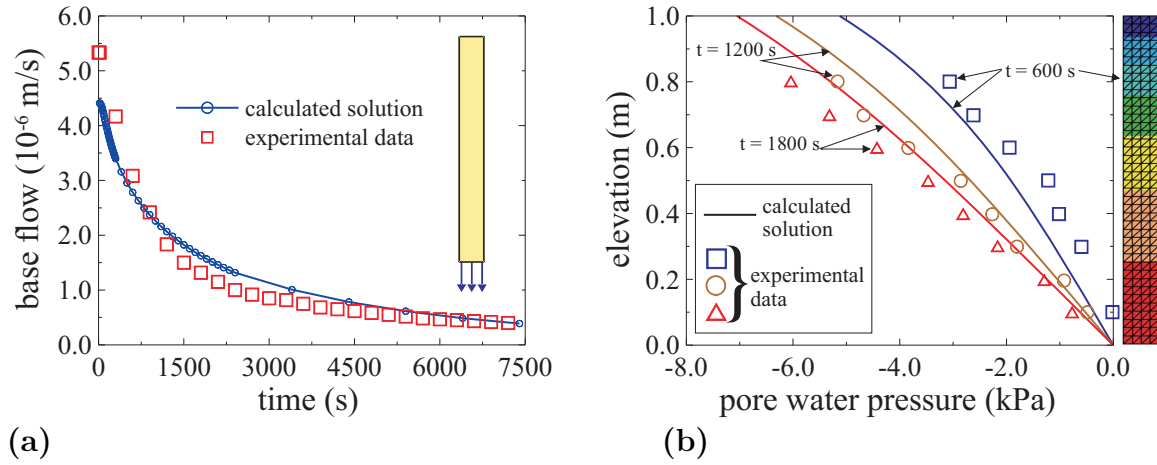 6.0
5.0
4.0
3.0
2.0
1.0
0.0
base flow (10-6 m/s)
calculated solution
experimental data
0 1500 3000 4500 6000 7500
time (s)
(a)
1.0
0.8
0.6
0.4
0.2
0.0
elevation (m)
t = 1200 s
t = 600 s
t = 1800 s
calculated
solution
experimental
data
-8.0 -6.0 -4.0 -2.0 0.0
pore water pressure (kPa)
(b)